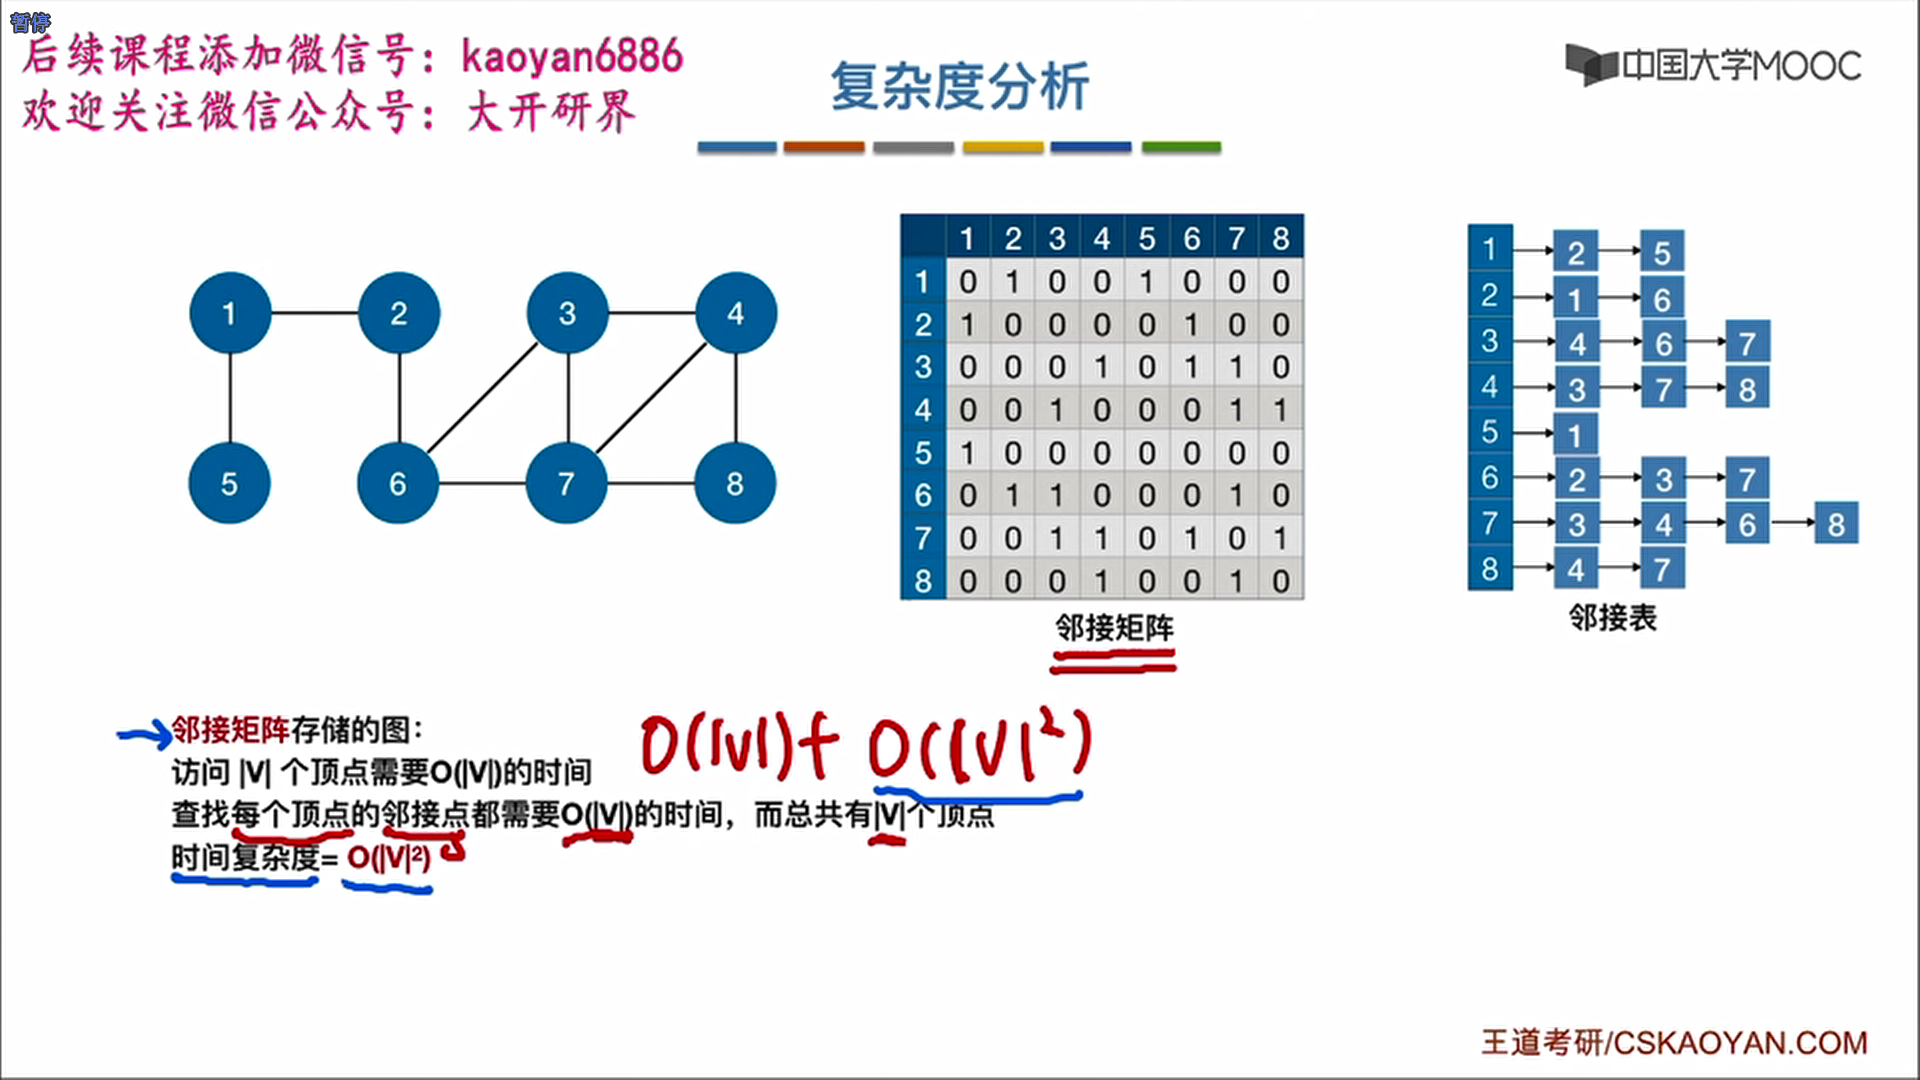 暂停
后续课程添加微信号：kaoyan6886
欢迎关注微信公众号：大开研界
复杂度分析
中国大学MOOC
1 2 3 4
5 6 7 8
1 2 3 4 5 6 7 8
1 0 1 0 0 1 0 0 0
2 1 0 0 0 0 1 0 0
3 0 0 0 1 0 1 1 0
4 0 0 1 0 0 0 1 1
5 1 0 0 0 0 0 0 0
6 0 1 1 0 0 0 1 0
7 0 0 1 1 0 1 0 1
8 0 0 0 1 0 0 1 0
邻接矩阵
1 2 5
2 1 6
3 4 6 7
4 3 7 8
5 1
6 2 3 7
7 3 4 6 8
8 4 7
邻接表
邻接矩阵存储的图：
O(|V|)+ O(|V|²)
访问 |V| 个顶点需要O(|V|)的时间
查找每个顶点的邻接点都需要O(|V|)的时间，而总共有|V|个顶点
时间复杂度= O(|V|²)
王道考研/CSKAOYAN.COM